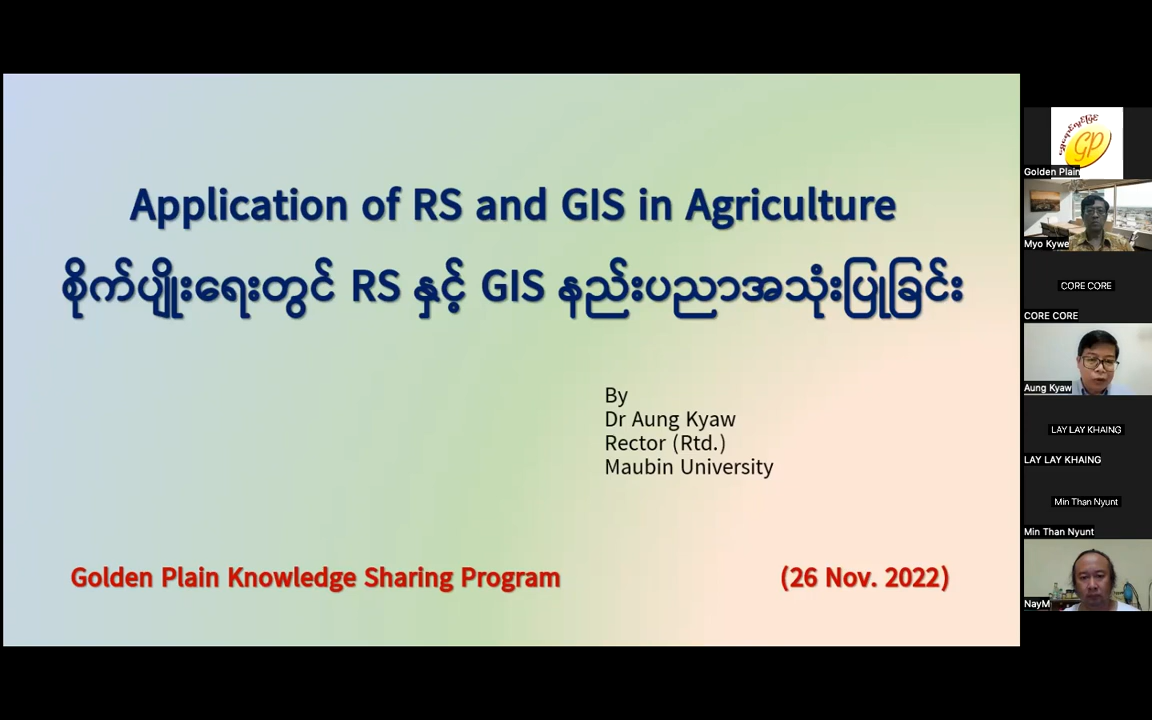 Application of RS and GIS in Agriculture
စိုက်ပျိုးရေးတွင် RS နှင့် GIS နည်းပညာအသုံးပြုခြင်း
By
Dr Aung Kyaw
Rector (Rtd.)
Maubin University
Golden Plain Knowledge Sharing Program
(26 Nov. 2022)
GP
Golden Plain
Myo Kywe
CORE CORE
CORE CORE
Aung Kyaw
LAY LAY KHAING
LAY LAY KHAING
Min Than Nyunt
Min Than Nyunt
NayM